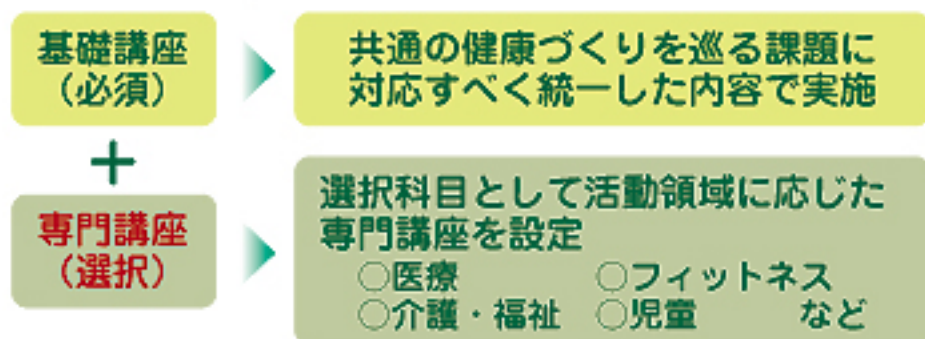 基礎講座
（必須）
共通の健康づくりを巡る課題に
対応すべく統一した内容で実施
＋
専門講座
（選択）
選択科目として活動領域に応じた
専門講座を設定
○医療　○フィットネス
○介護・福祉　○児童　など